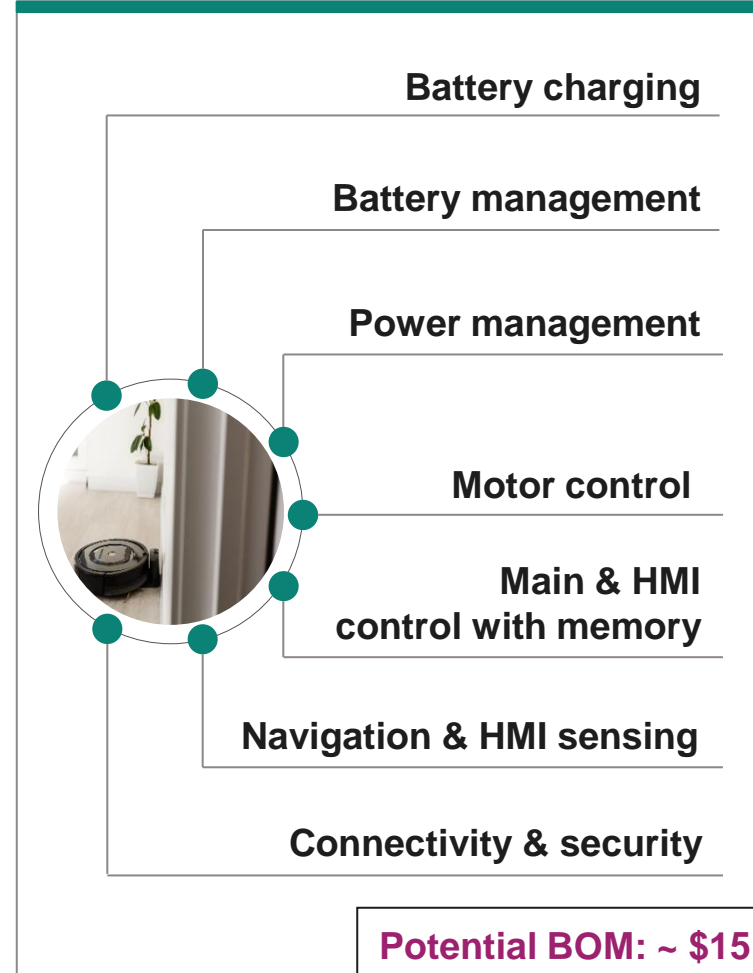 Battery charging
Battery management
Power management
Motor control
Main & HMI
control with memory
Navigation & HMI sensing
Connectivity & security
Potential BOM: ~ $15